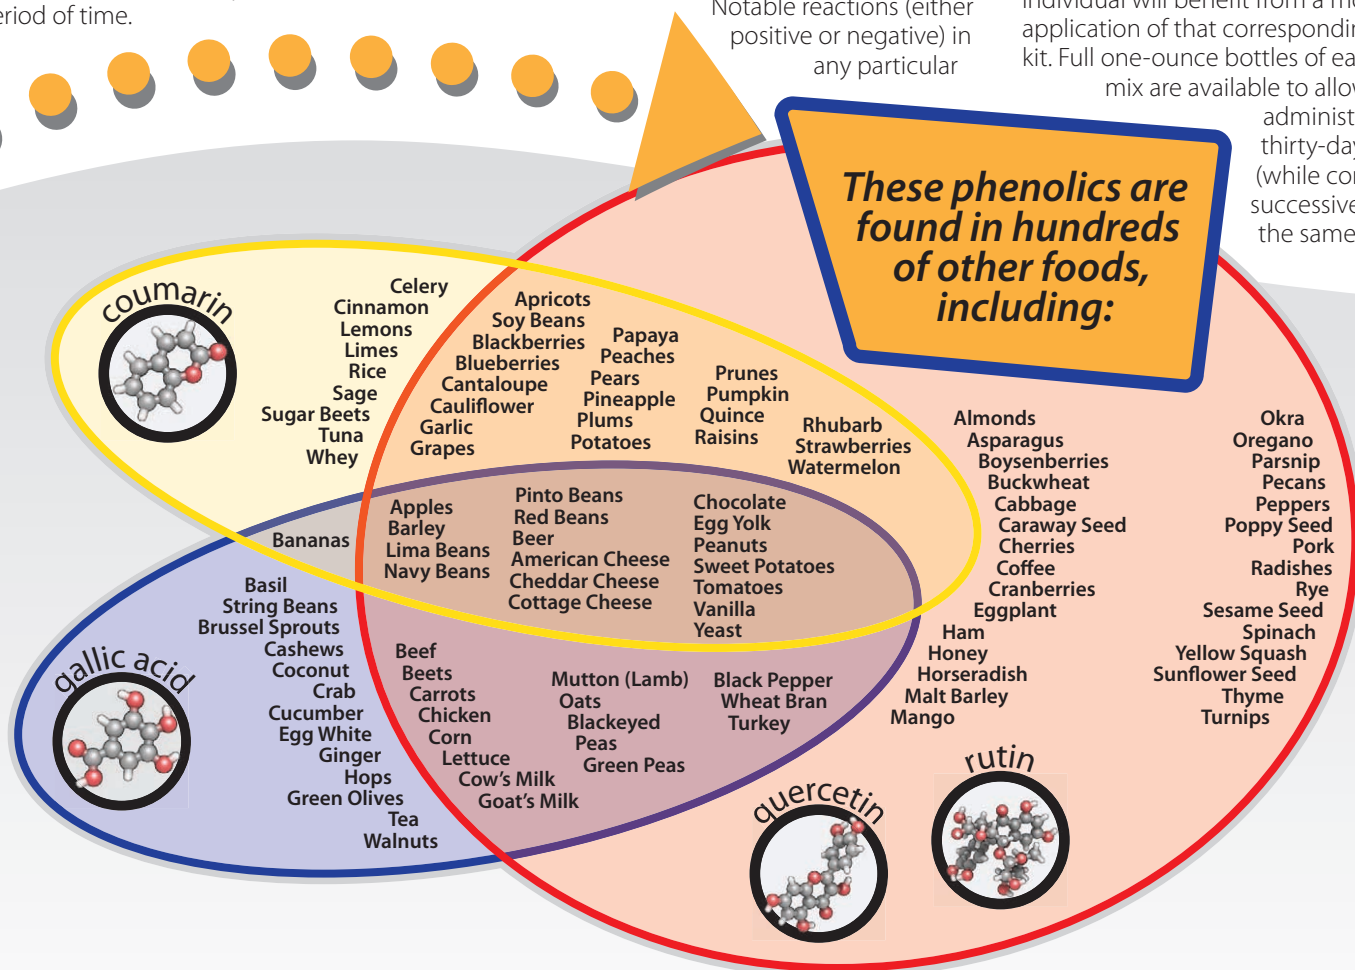 eriod of time.
Notable reactions (either
positive or negative) in
any particular
application of that correspondin
kit. Full one-ounce bottles of ea
mix are available to allow
administ
thirty-day
(while cor
successive
the same
These phenolics are
found in hundreds
of other foods,
including:
coumarin
Celery
Cinnamon
Lemons
Limes
Rice
Sage
Sugar Beets
Tuna
Whey
Apricots
Soy Beans
Blackberries
Blueberries
Cantaloupe
Cauliflower
Garlic
Grapes
Papaya
Peaches
Pears
Pineapple
Plums
Potatoes
Prunes
Pumpkin
Quince
Raisins
Rhubarb
Strawberries
Watermelon
Bananas
Apples
Barley
Lima Beans
Navy Beans
Pinto Beans
Red Beans
Beer
American Cheese
Cheddar Cheese
Cottage Cheese
Chocolate
Egg Yolk
Peanuts
Sweet Potatoes
Tomatoes
Vanilla
Yeast
gallic acid
Basil
String Beans
Brussel Sprouts
Cashews
Coconut
Crab
Cucumber
Egg White
Ginger
Hops
Green Olives
Tea
Walnuts
Beef
Beets
Carrots
Chicken
Corn
Lettuce
Cow's Milk
Goat's Milk
Mutton (Lamb)
Oats
Blackeyed
Peas
Green Peas
Black Pepper
Wheat Bran
Turkey
Almonds
Asparagus
Boysenberries
Buckwheat
Cabbage
Caraway Seed
Cherries
Coffee
Cranberries
Eggplant
Ham
Honey
Horseradish
Malt Barley
Mango
Okra
Oregano
Parsnip
Pecans
Peppers
Poppy Seed
Pork
Radishes
Rye
Sesame Seed
Spinach
Yellow Squash
Sunflower Seed
Thyme
Turnips
quercetin
rutin